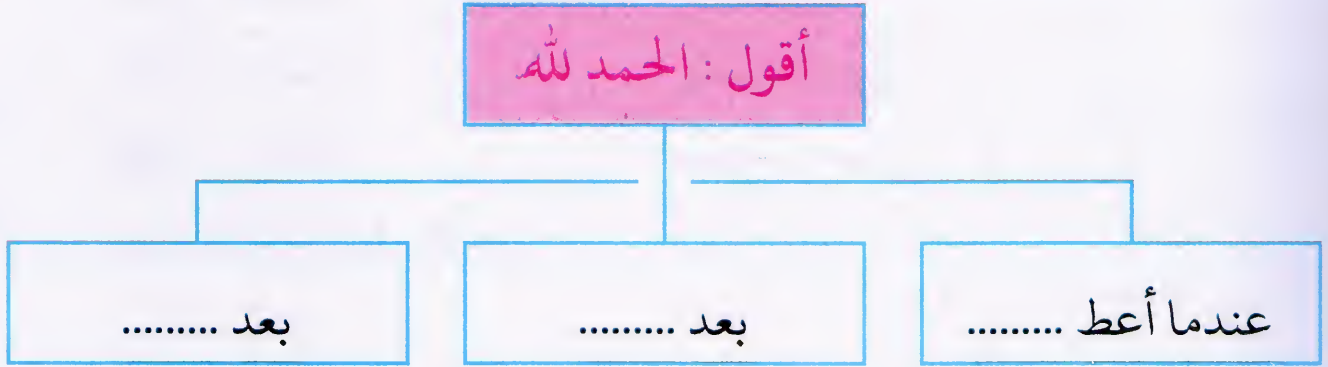 أقول : الحمد لله
عندما أعط .........
بعد .........
بعد .........